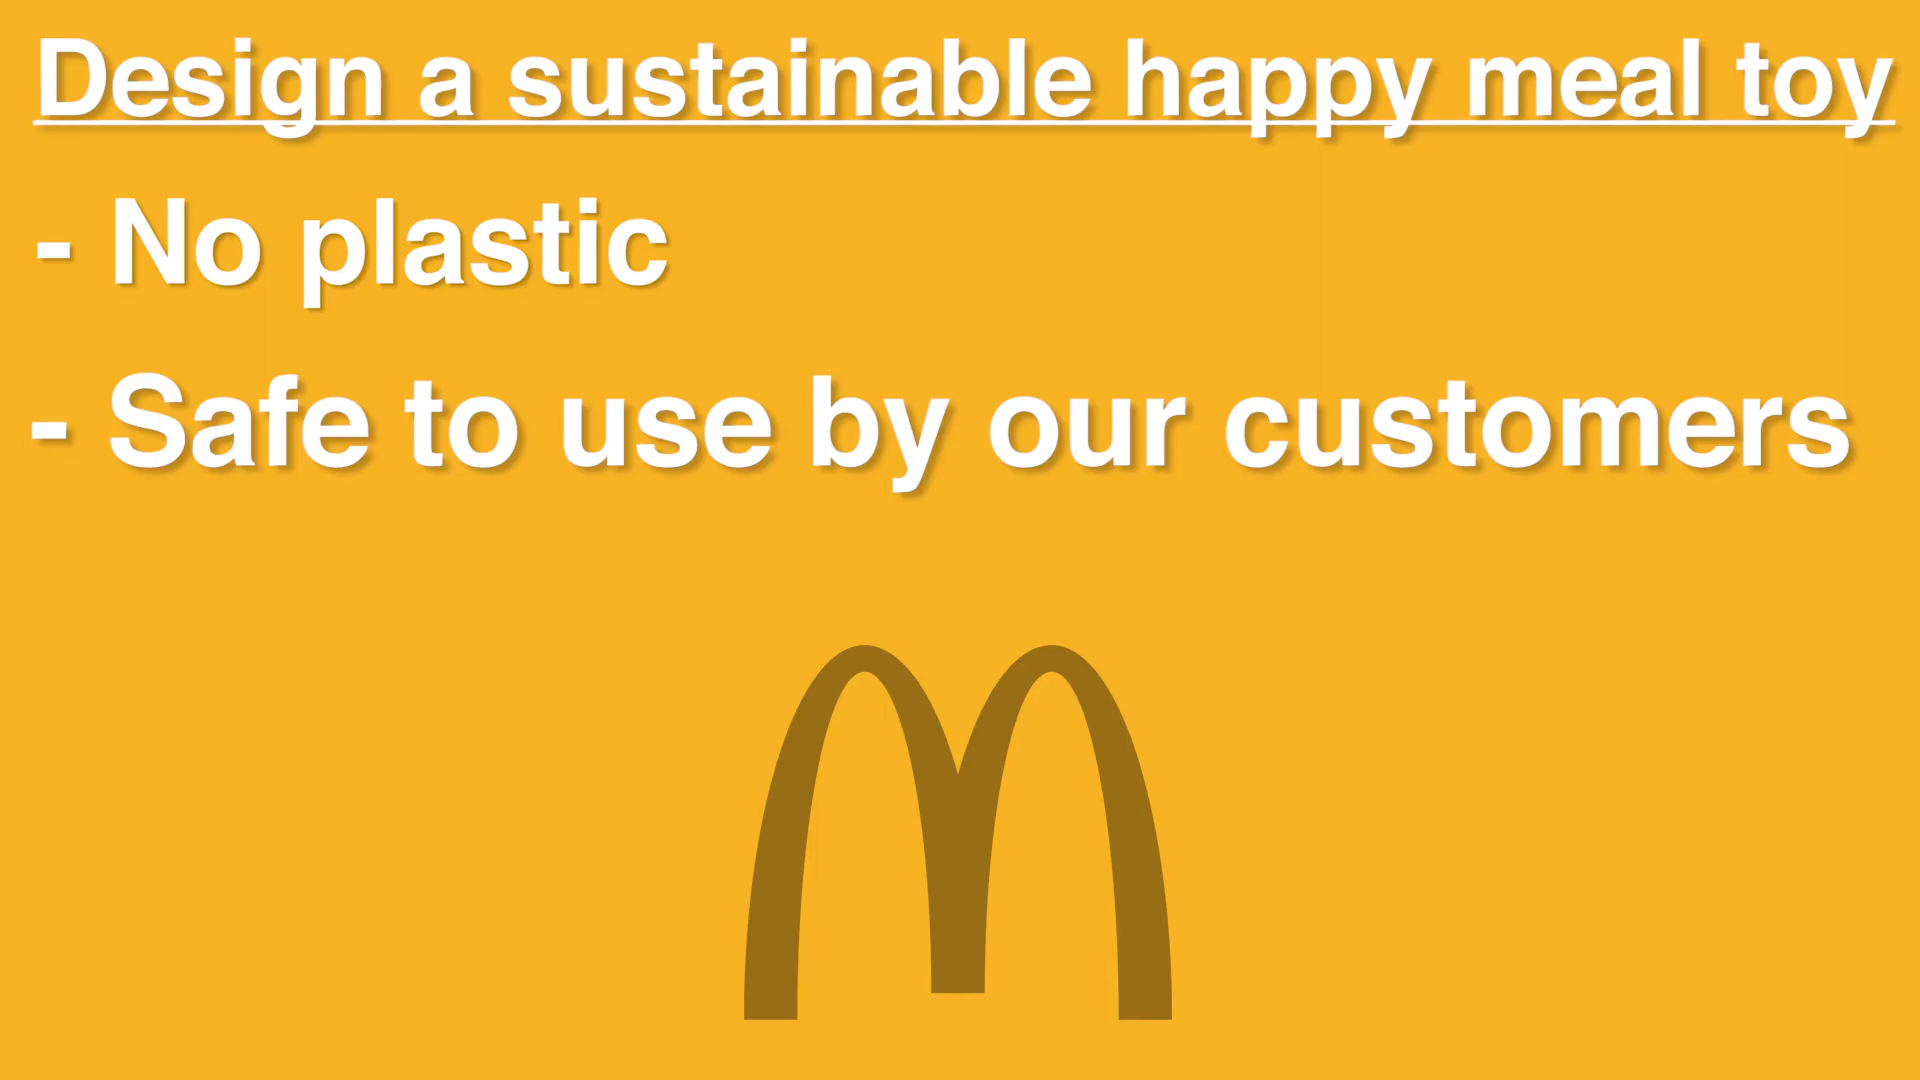 Design a sustainable happy meal toy
- No plastic
- Safe to use by our customers